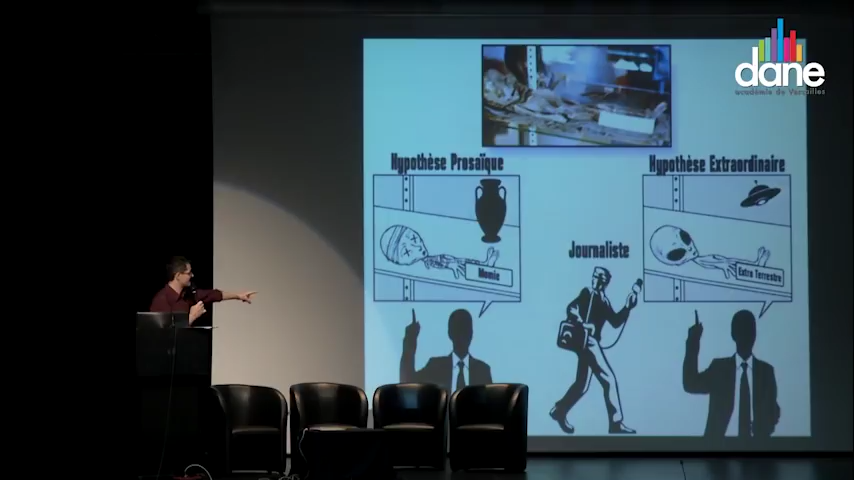 dane
académie de Versailles
Hypothèse Prosaïque
Hypothèse Extraordinaire
Journaliste
Momie
Extra Terrestre